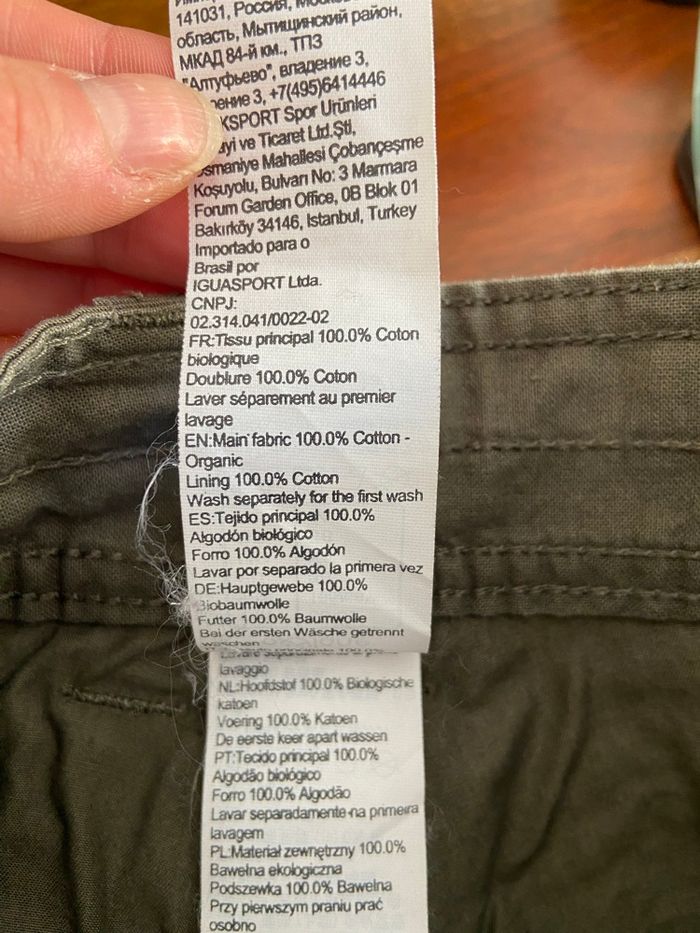 141031, Россия,
область, Мытищинский район,
МКАД 84-й км., ТПЗ
"Алтуфьево", владение 3,
3, +7(495)6414446
KSPORT Spor Ürünleri
ve Ticaret Ltd.Şti,
Mahallesi Çobançeşme
Koşuyolu, Bulvarı No: 3 Marmara
Forum Garden Office, 0B Blok 01
Bakırköy 34146, Istanbul, Turkey
Importado para o
Brasil por
IGUASPORT Ltda.
CNPJ:
02.314.041/0022-02
FR:Tissu principal 100.0% Coton
biologique
Doublure 100.0% Coton
Laver séparement au premier
lavage
EN:Main fabric 100.0% Cotton -
Organic
Lining 100.0% Cotton
Wash separately for the first wash
ES:Tejido principal 100.0%
Algodón biológico
Forro 100.0% Algodón
Lavar por separado la primera vez
DE:Hauptgewebe 100.0%
Biobaumwolle
Futter 100.0% Baumwolle
Bei der ersten Wäsche getrennt
waschen
lavaggio
NL:Hoofdstof 100.0% Biologische
katoen
Voering 100.0% Katoen
De eerste keer apart wassen
PT:Tecido principal 100.0%
Algodão biológico
Forro 100.0% Algodão
Lavar separadamente na primeira
lavagem
PL:Materiał zewnętrzny 100.0%
Bawełna ekologiczna
Podszewka 100.0% Bawełna
Przy pierwszym praniu prać
osobno